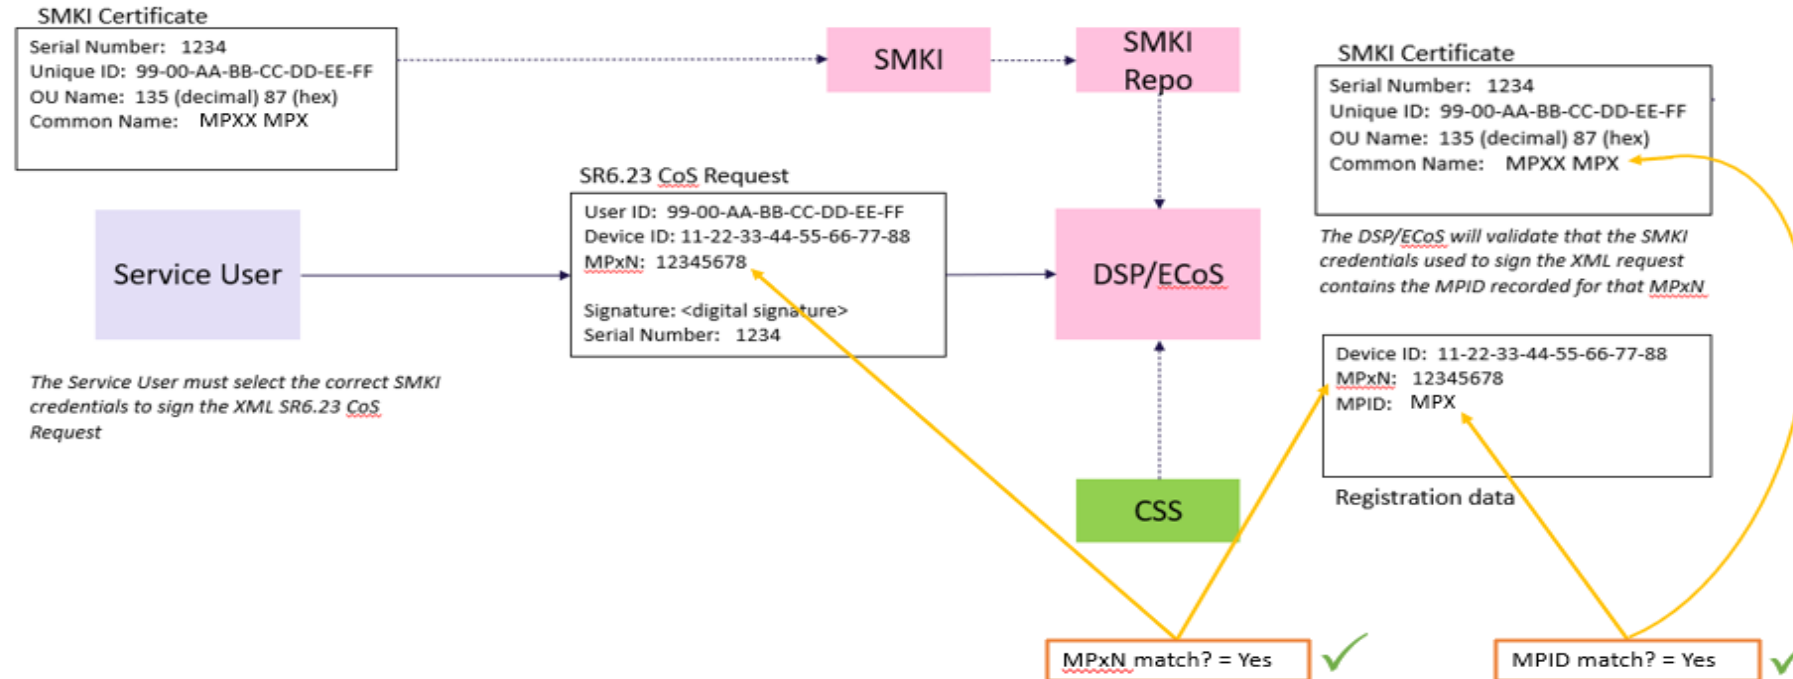 SMKI Certificate
Serial Number: 1234
Unique ID: 99-00-AA-BB-CC-DD-EE-FF
OU Name: 135 (decimal) 87 (hex)
Common Name: MPXX MPX
SMKI
SMKI
Repo
SMKI Certificate
Serial Number: 1234
Unique ID: 99-00-AA-BB-CC-DD-EE-FF
OU Name: 135 (decimal) 87 (hex)
Common Name: MPXX MPX
The DSP/ECoS will validate that the SMKI
credentials used to sign the XML request
contains the MPID recorded for that MPxN
Service User
The Service User must select the correct SMKI
credentials to sign the XML SR6.23 CoS
Request
SR6.23 CoS Request
User ID: 99-00-AA-BB-CC-DD-EE-FF
Device ID: 11-22-33-44-55-66-77-88
MPxN: 12345678
Signature: <digital signature>
Serial Number: 1234
DSP/ECoS
Device ID: 11-22-33-44-55-66-77-88
MPxN: 12345678
MPID: MPX
Registration data
CSS
MPxN match? = Yes
MPID match? = Yes